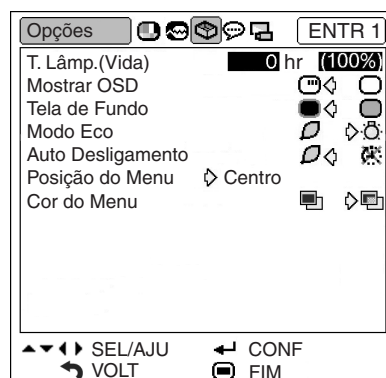 Opções ENTR 1
T. Lâmp.(Vida) 0 hr (100%)
Mostrar OSD
Tela de Fundo
Modo Eco
Auto Desligamento
Posição do Menu Centro
Cor do Menu
SEL/AJU CONF
VOLT FIM